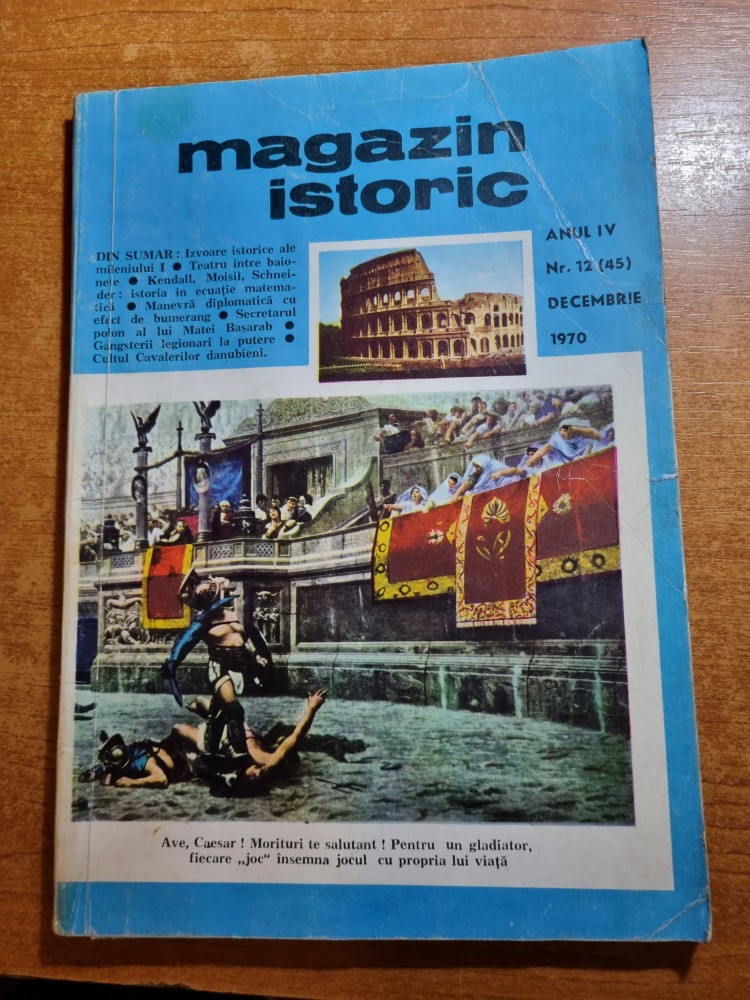 magazin
istoric
DIN SUMAR : Izvoare istorice ale
mileniului I ● Teatru între baio-
nete ● Kendall, Moisil, Schnei-
der : istoria în ecuație matema-
tică ● Manevră diplomatică cu
efect de bumerang ● Secretarul
polon al lui Matei Basarab ●
Gangsterii legionari la putere ●
Cultul Cavalerilor danubieni.
ANUL IV
Nr. 12 (45)
DECEMBRIE
1970
Ave, Caesar ! Morituri te salutant ! Pentru un gladiator,
fiecare „joc“ însemna jocul cu propria lui viață